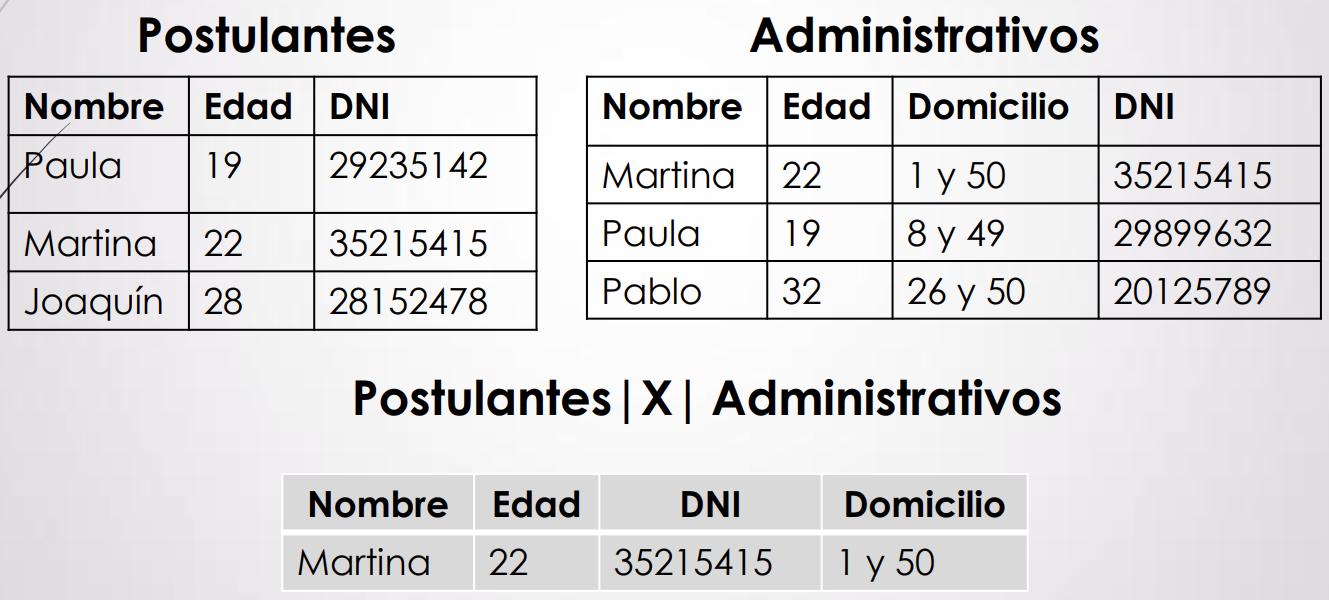 Postulantes
Nombre Edad DNI
Paula 19 29235142
Martina 22 35215415
Joaquín 28 28152478
Administrativos
Nombre Edad Domicilio DNI
Martina 22 1 y 50 35215415
Paula 19 8 y 49 29899632
Pablo 32 26 y 50 20125789
Postulantes|X| Administrativos
Nombre Edad DNI Domicilio
Martina 22 35215415 1 y 50